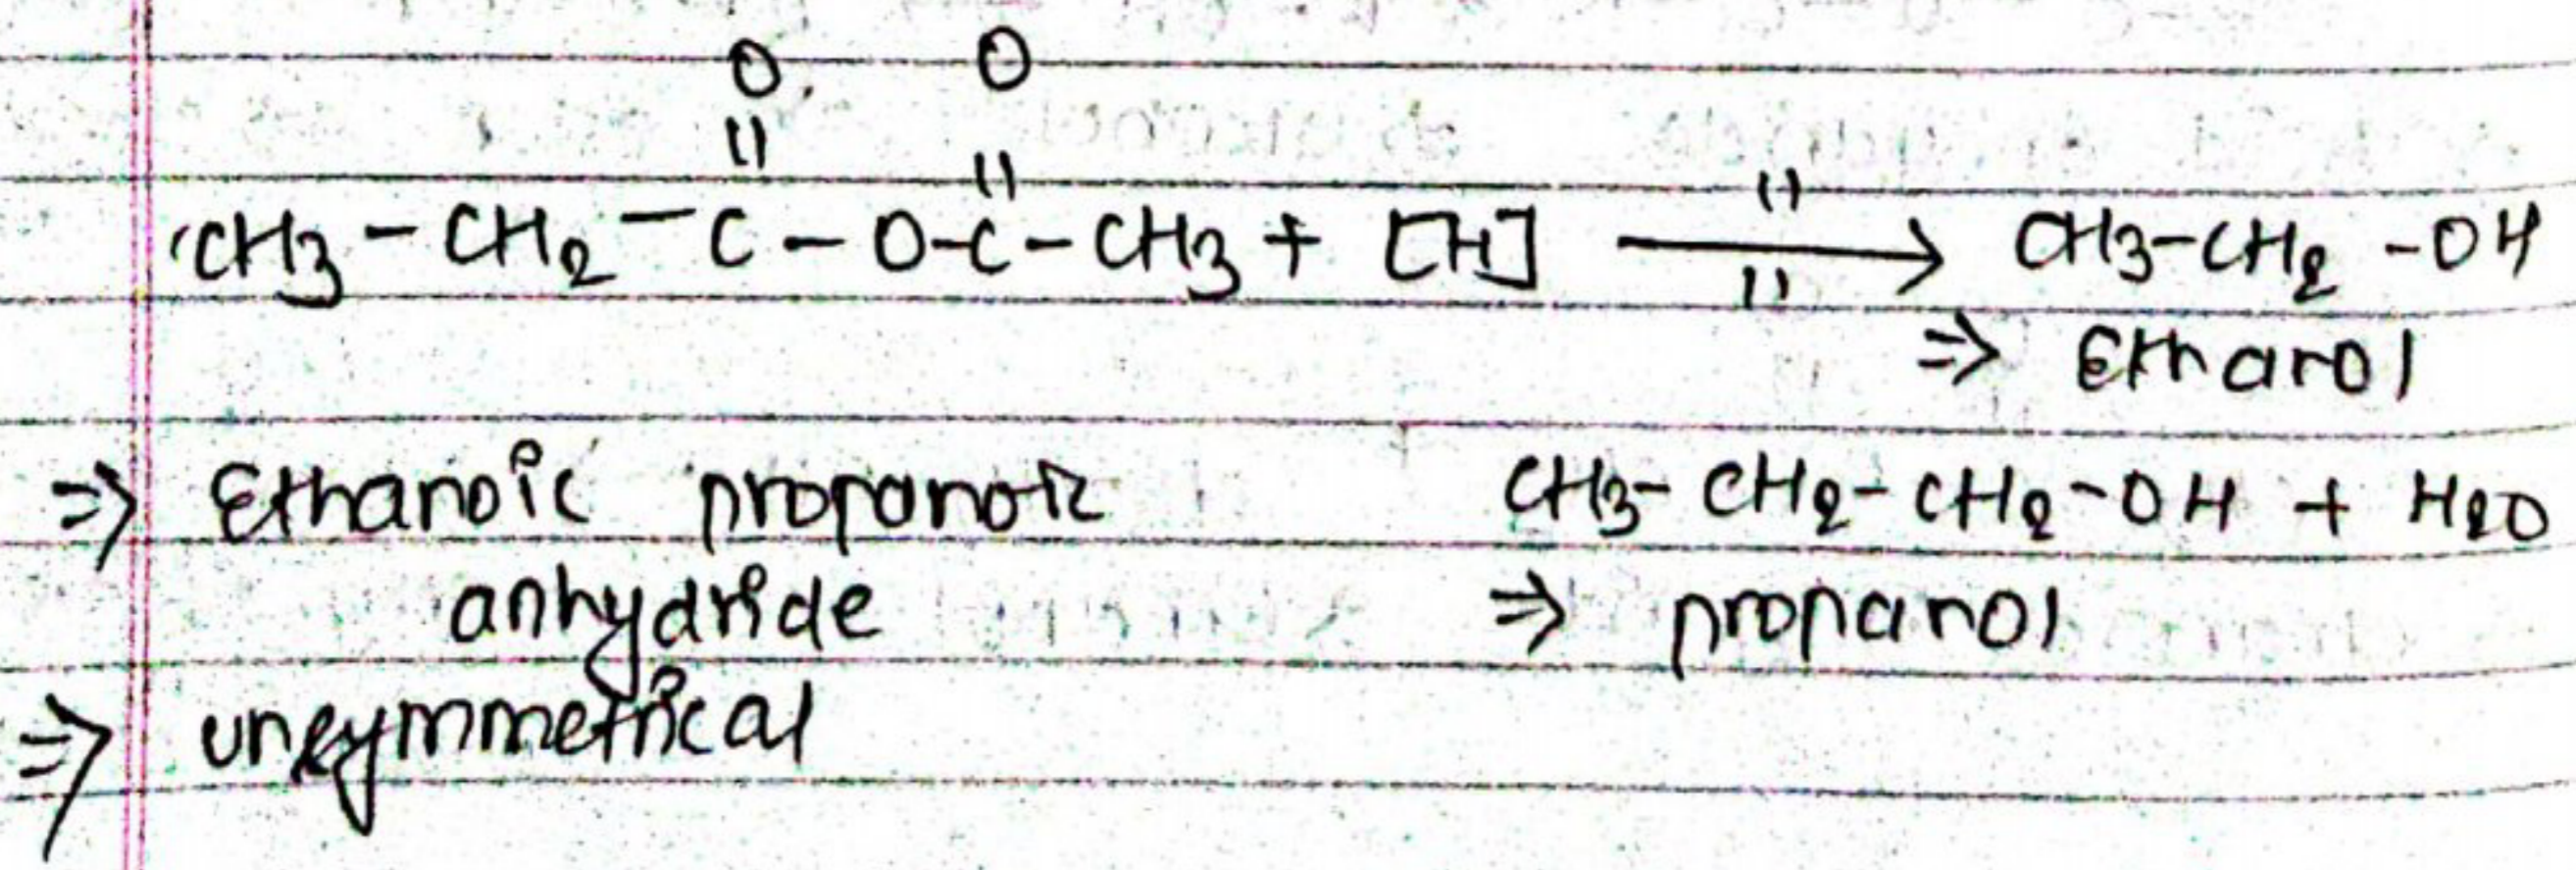 O O
|| ||
CH3 - CH2 - C - O - C - CH3 + [H] —"→" CH3-CH2-OH
⇒ Ethanol
⇒ Ethanoic propanoic CH3-CH2-CH2-OH + H2O
anhydride ⇒ propanol
⇒ unsymmetrical